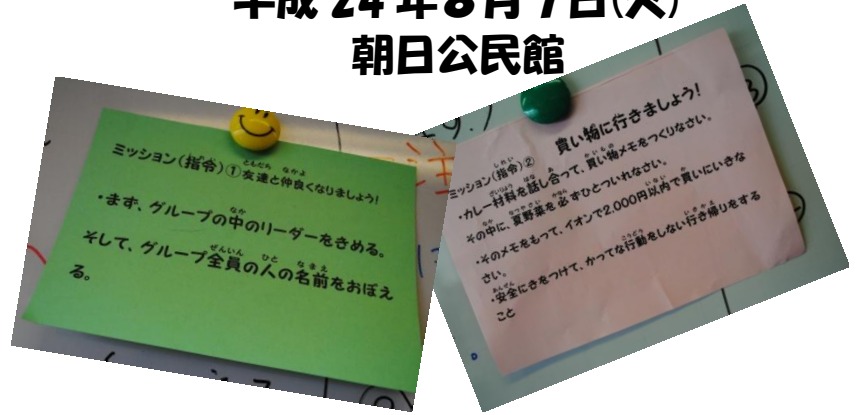 平成24年8月7日(火)
朝日公民館
ミッション(指令)①友達と仲良くなりましょう!
・まず、グループの中のリーダーをきめる。
そして、グループ全員の人の名前をおぼえ
る。
ミッション(指令)② 買い物に行きましょう!
・カレー材料を話し合って、買い物メモをつくりなさい。
その中に、夏野菜を必ずひとついれなさい。
・そのメモをもって、イオンで2,000円以内で買いにいきな
さい。
・安全にきをつけて、かってな行動をしない行き帰りをする
こと